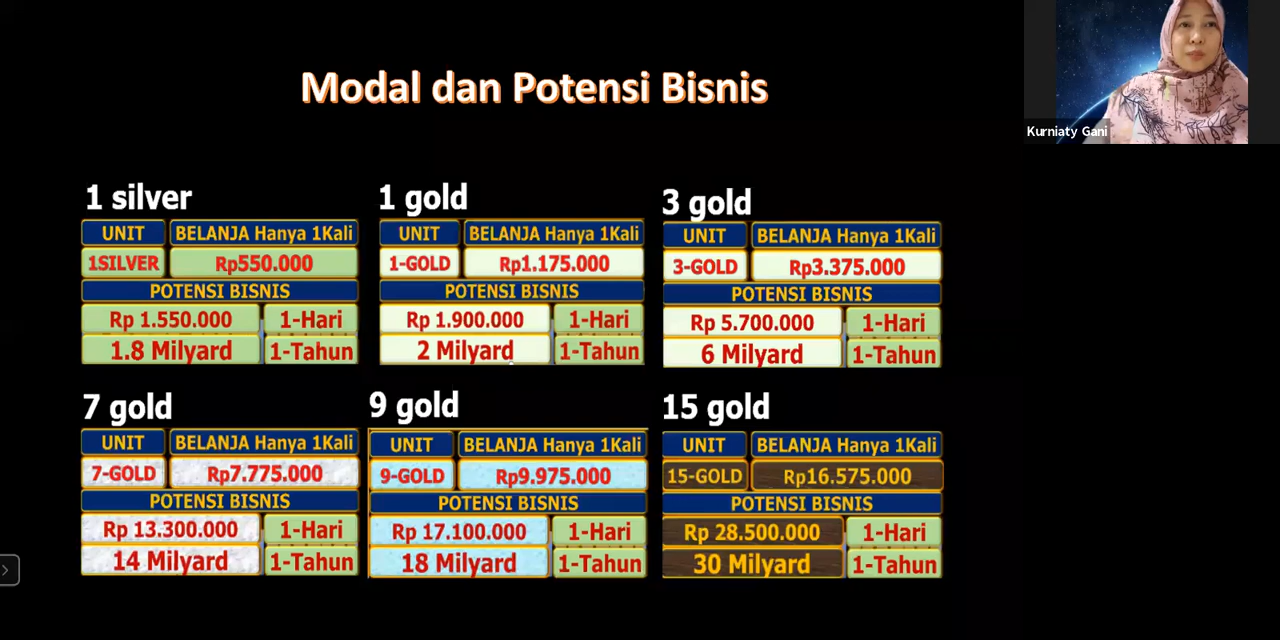 Modal dan Potensi Bisnis
Kurniaty Gani
1 silver
UNIT BELANJA Hanya 1Kali
1SILVER Rp550.000
POTENSI BISNIS
Rp 1.550.000 1-Hari
1.8 Milyard 1-Tahun
1 gold
UNIT BELANJA Hanya 1Kali
1-GOLD Rp1.175.000
POTENSI BISNIS
Rp 1.900.000 1-Hari
2 Milyard 1-Tahun
3 gold
UNIT BELANJA Hanya 1Kali
3-GOLD Rp3.375.000
POTENSI BISNIS
Rp 5.700.000 1-Hari
6 Milyard 1-Tahun
7 gold
UNIT BELANJA Hanya 1Kali
7-GOLD Rp7.775.000
POTENSI BISNIS
Rp 13.300.000 1-Hari
14 Milyard 1-Tahun
9 gold
UNIT BELANJA Hanya 1Kali
9-GOLD Rp9.975.000
POTENSI BISNIS
Rp 17.100.000 1-Hari
18 Milyard 1-Tahun
15 gold
UNIT BELANJA Hanya 1Kali
15-GOLD Rp16.575.000
POTENSI BISNIS
Rp 28.500.000 1-Hari
30 Milyard 1-Tahun